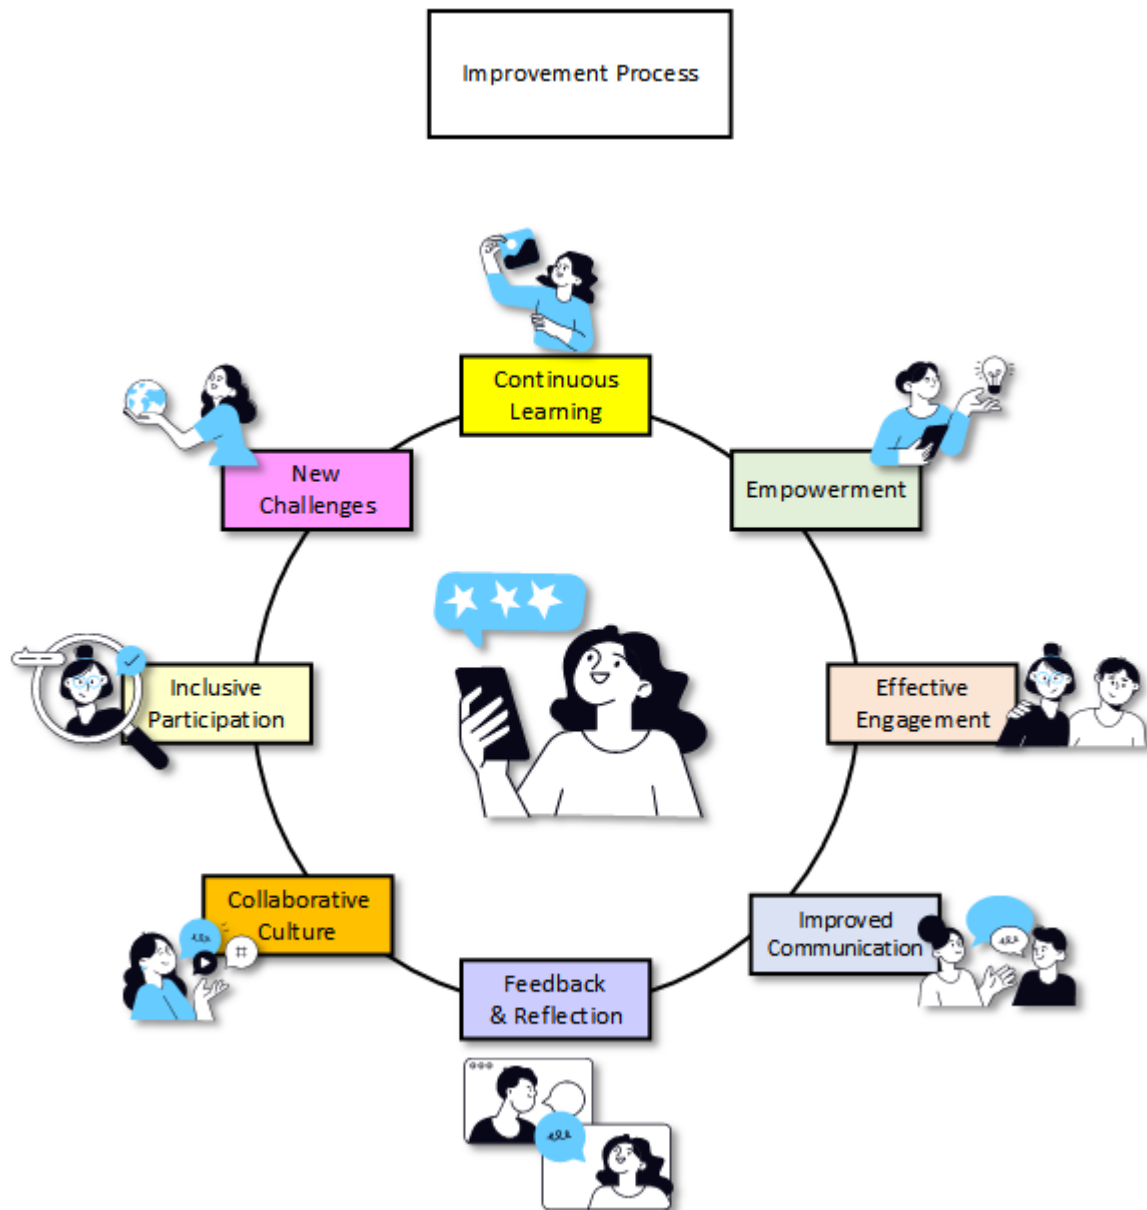 Improvement Process
Continuous
Learning
New
Challenges
Empowerment
Inclusive
Participation
Effective
Engagement
Collaborative
Culture
Improved
Communication
Feedback
& Reflection
#